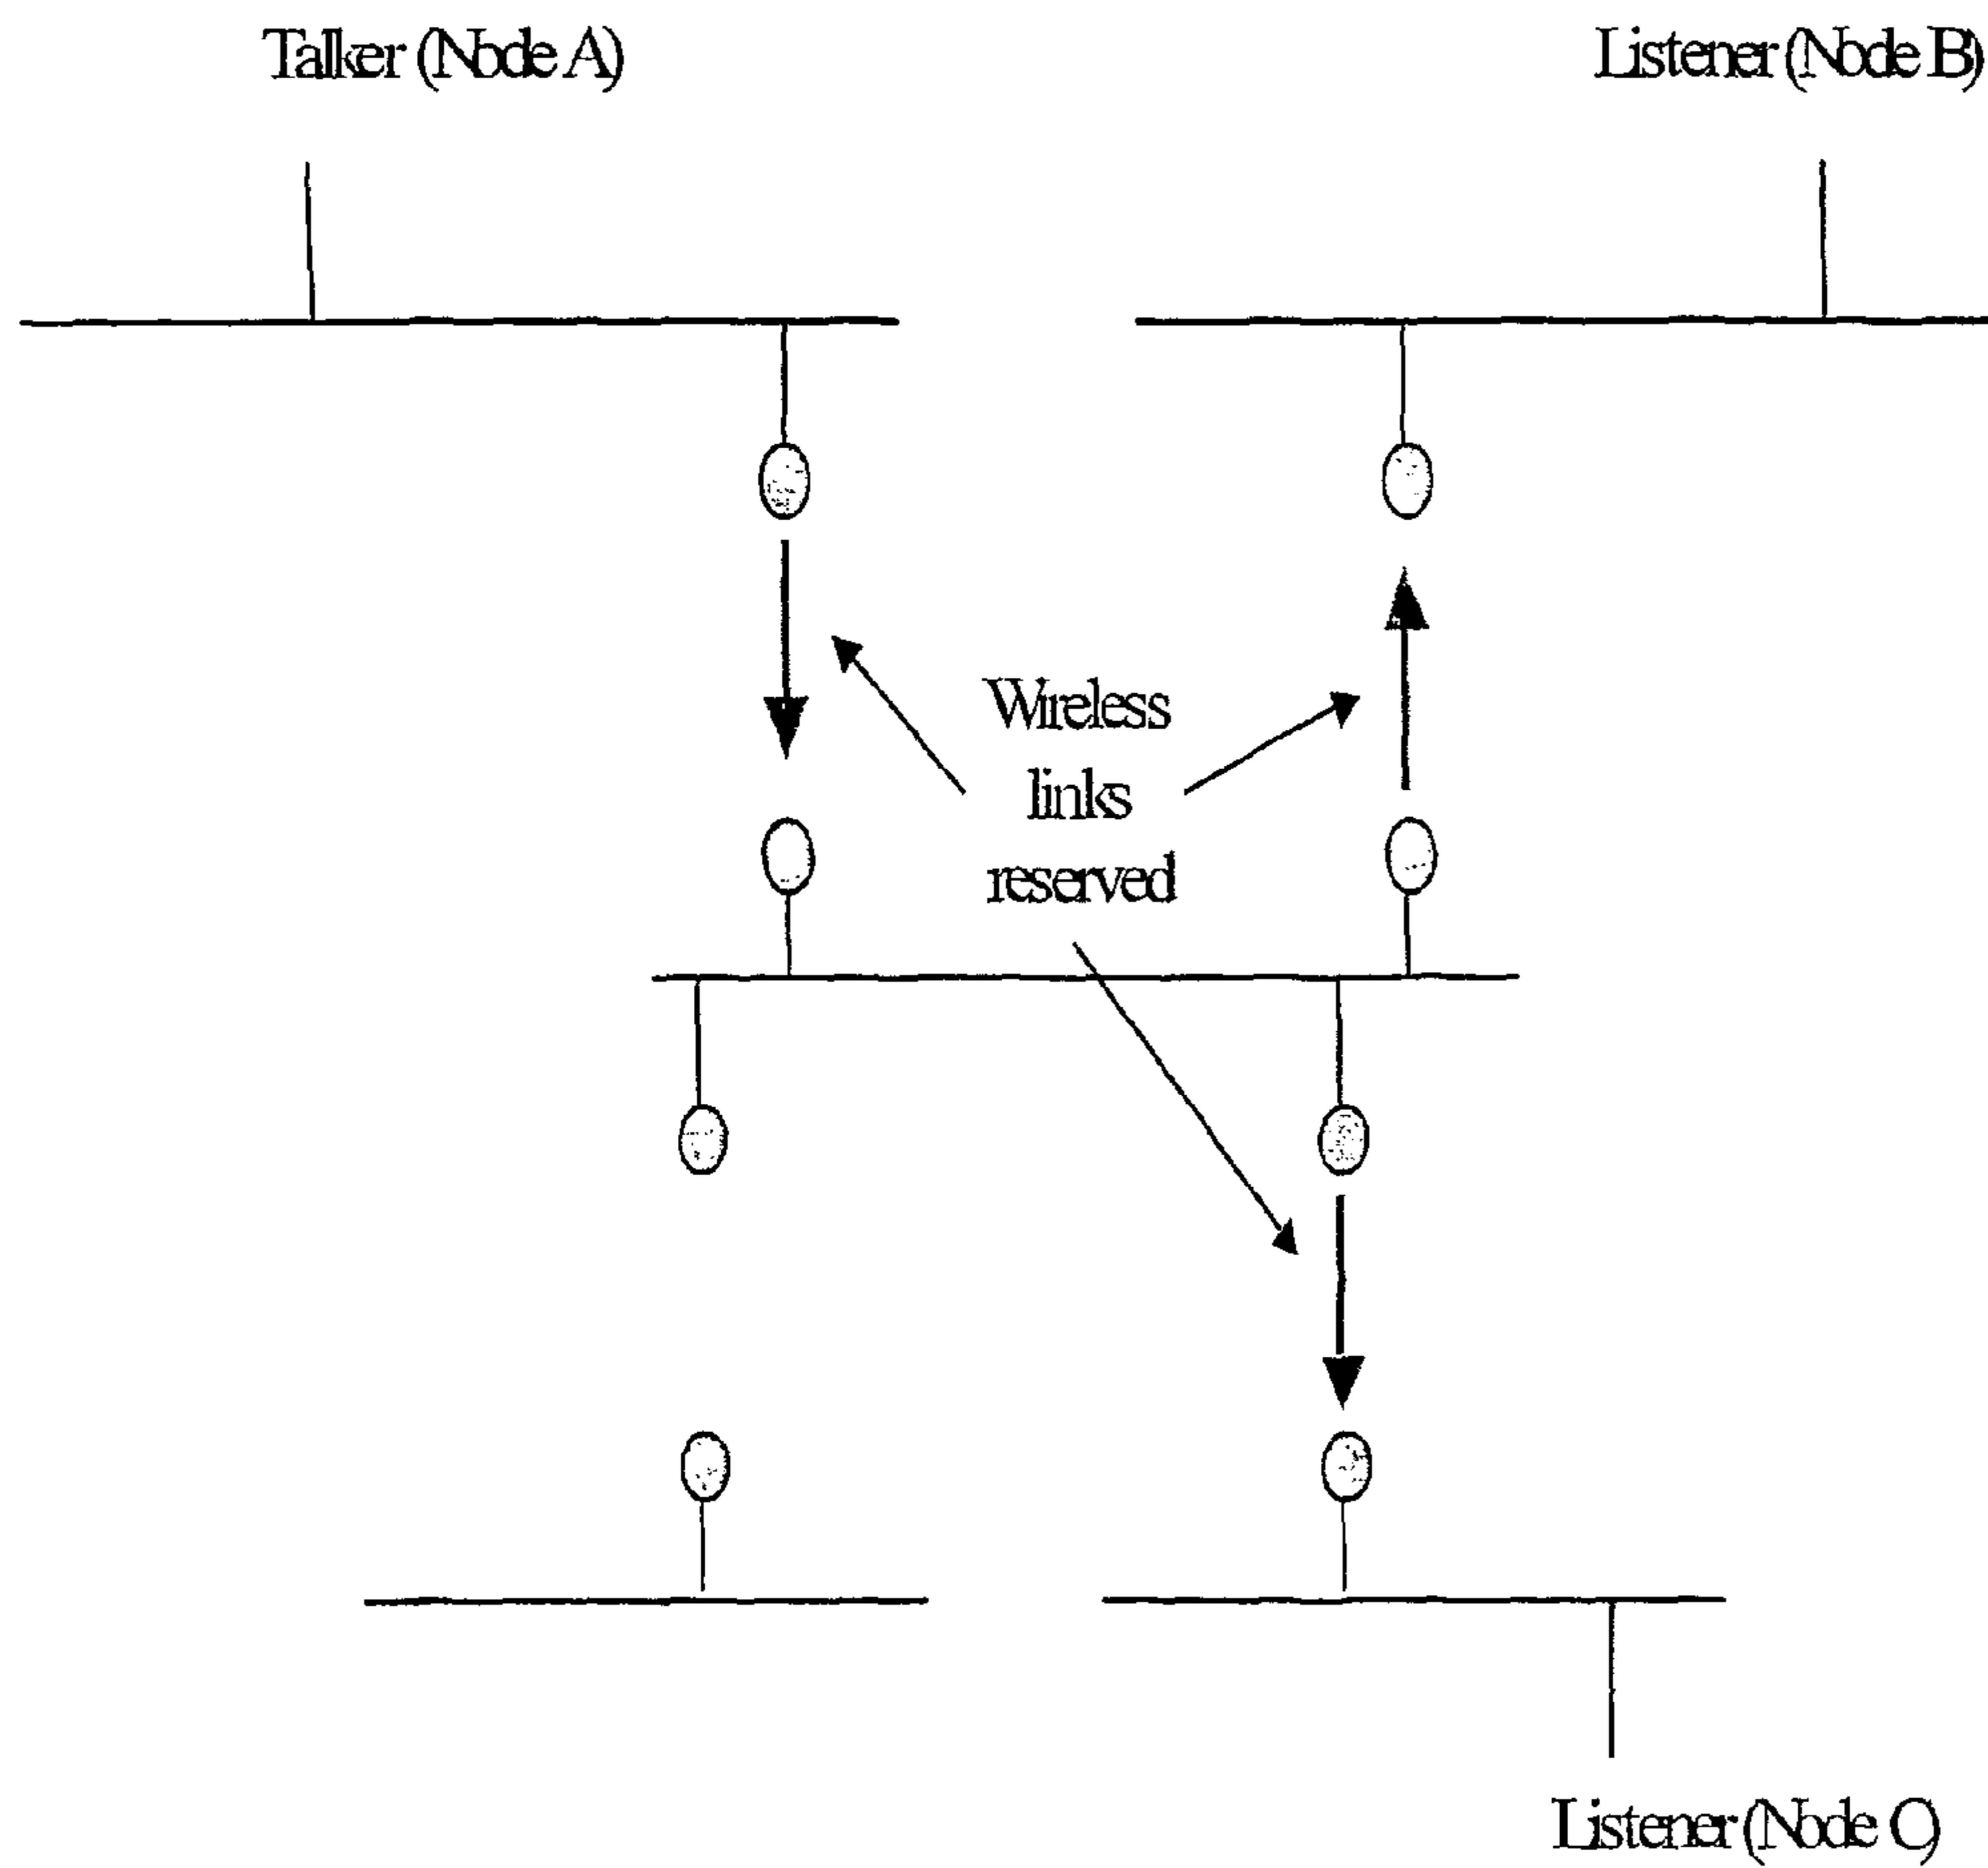 Talker (Node A)
Listener (Node B)
Wireless
links
reserved
Listener (Node C)